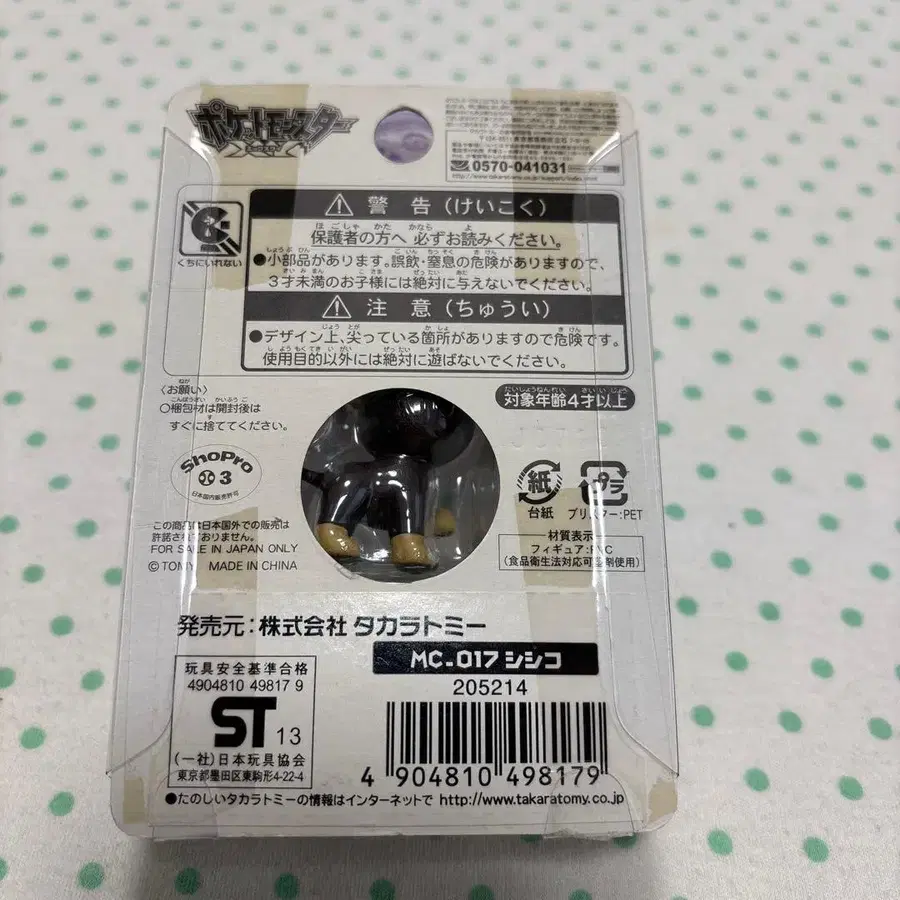 ポケットモンスター
XY
0570-041031
警告（けいこく）
保護者の方へ 必ずお読みください。
●小部品があります。誤飲・窒息の危険がありますので、
3才未満のお子様には絶対に与えないでください。
くちにいれない
注意（ちゅうい）
●デザイン上、尖っている箇所がありますので危険です。
使用目的以外には絶対に遊ばないでください。
〈お願い〉
○梱包材は開封後は
すぐに捨ててください。
対象年齢4才以上
ShoPro
3
日本国内販売許可
紙
台紙
プラ
ブリスター:PET
この商品は日本国外での販売は
許諾されておりません。
FOR SALE IN JAPAN ONLY
© TOMY MADE IN CHINA
材質表示
フィギュア:PVC
(食品衛生法対応可塑剤使用)
発売元：株式会社 タカラトミー
MC-017 シシコ
205214
玩具安全基準合格
4904810 49817 9
ST 13
(一社)日本玩具協会
東京都墨田区東駒形4-22-4
4 904810 498179
●たのしいタカラトミーの情報はインターネットで http://www.takaratomy.co.jp